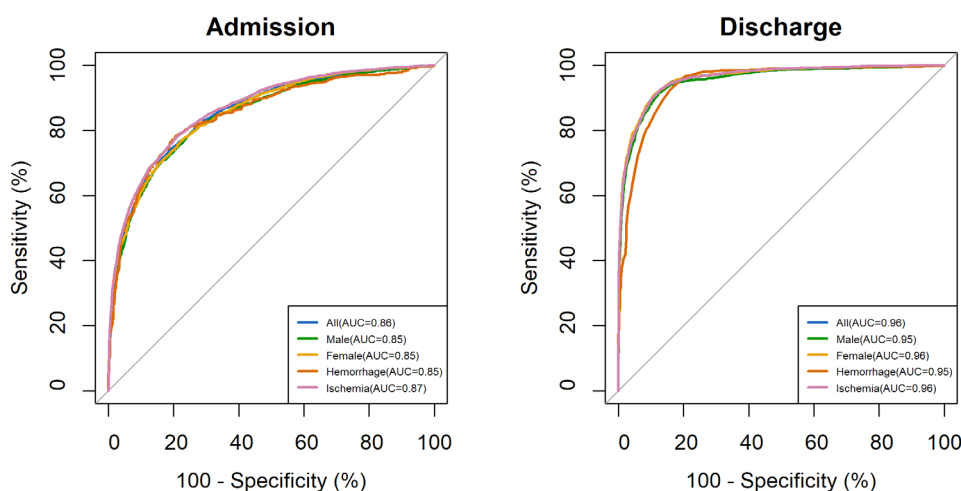 Admission
Sensitivity (%)
100
80
60
40
20
0
All(AUC=0.86)
Male(AUC=0.85)
Female(AUC=0.85)
Hemorrhage(AUC=0.85)
Ischemia(AUC=0.87)
0 20 40 60 80 100
100 - Specificity (%)
Discharge
Sensitivity (%)
100
80
60
40
20
0
All(AUC=0.96)
Male(AUC=0.95)
Female(AUC=0.96)
Hemorrhage(AUC=0.95)
Ischemia(AUC=0.96)
0 20 40 60 80 100
100 - Specificity (%)